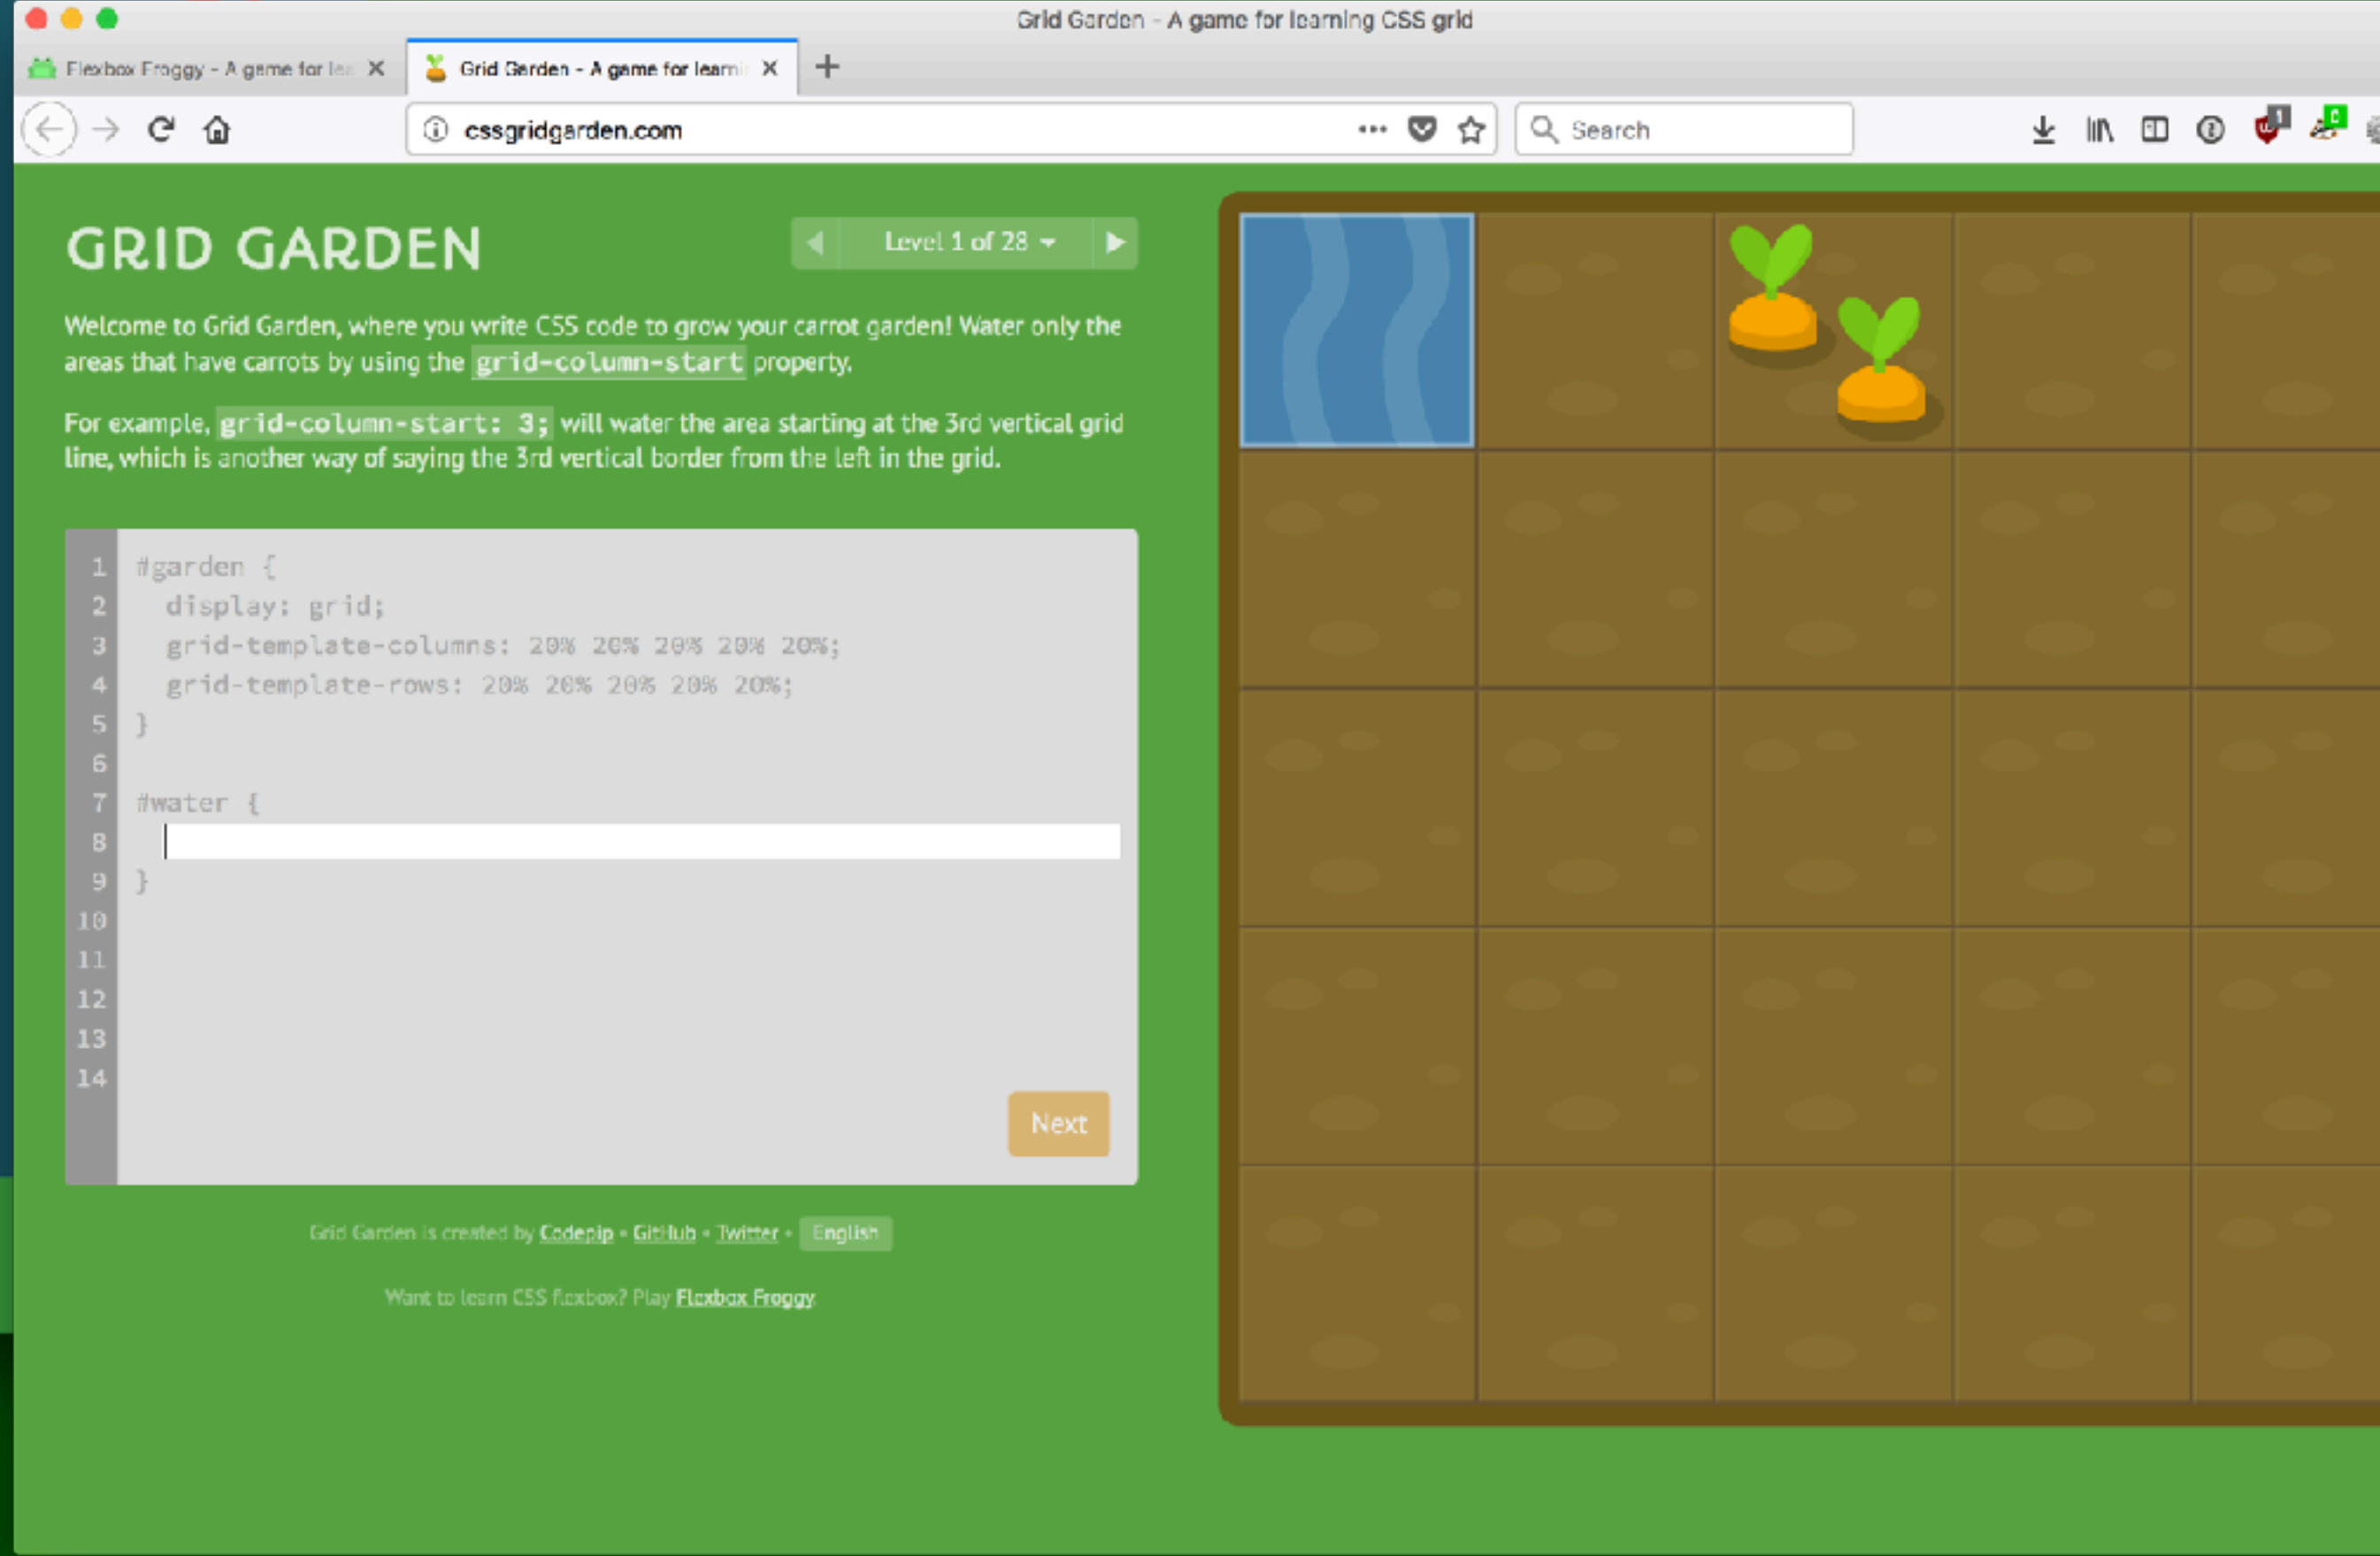 Grid Garden - A game for learning CSS grid
Flexbox Froggy - A game for lea
Grid Garden - A game for learni
cssgridgarden.com
Search
1
0
GRID GARDEN
Level 1 of 28
Welcome to Grid Garden, where you write CSS code to grow your carrot garden! Water only the
areas that have carrots by using the grid-column-start property.
For example, grid-column-start: 3; will water the area starting at the 3rd vertical grid
line, which is another way of saying the 3rd vertical border from the left in the grid.
1 #garden {
2 display: grid;
3 grid-template-columns: 20% 20% 20% 20% 20%;
4 grid-template-rows: 20% 20% 20% 20% 20%;
5 }
6
7 #water {
8
9 }
10
11
12
13
14
Next
Grid Garden is created by Codepip • GitHub • Twitter • English
Want to learn CSS flexbox? Play Flexbox Froggy.